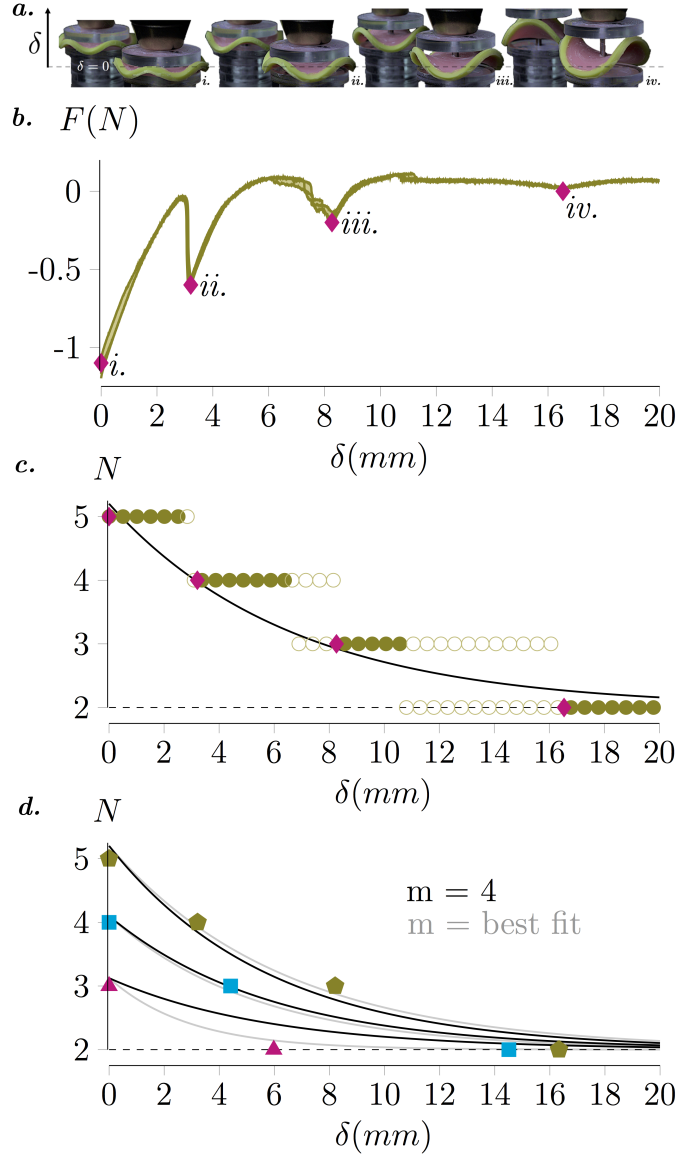 a.
δ
δ = 0
i.
ii.
iii.
iv.
b. F(N)
0
-0.5
-1
i.
ii.
iii.
iv.
0 2 4 6 8 10 12 14 16 18 20
δ(mm)
c. N
5
4
3
2
0 2 4 6 8 10 12 14 16 18 20
δ(mm)
d. N
5
4
3
2
m = 4
m = best fit
0 2 4 6 8 10 12 14 16 18 20
δ(mm)